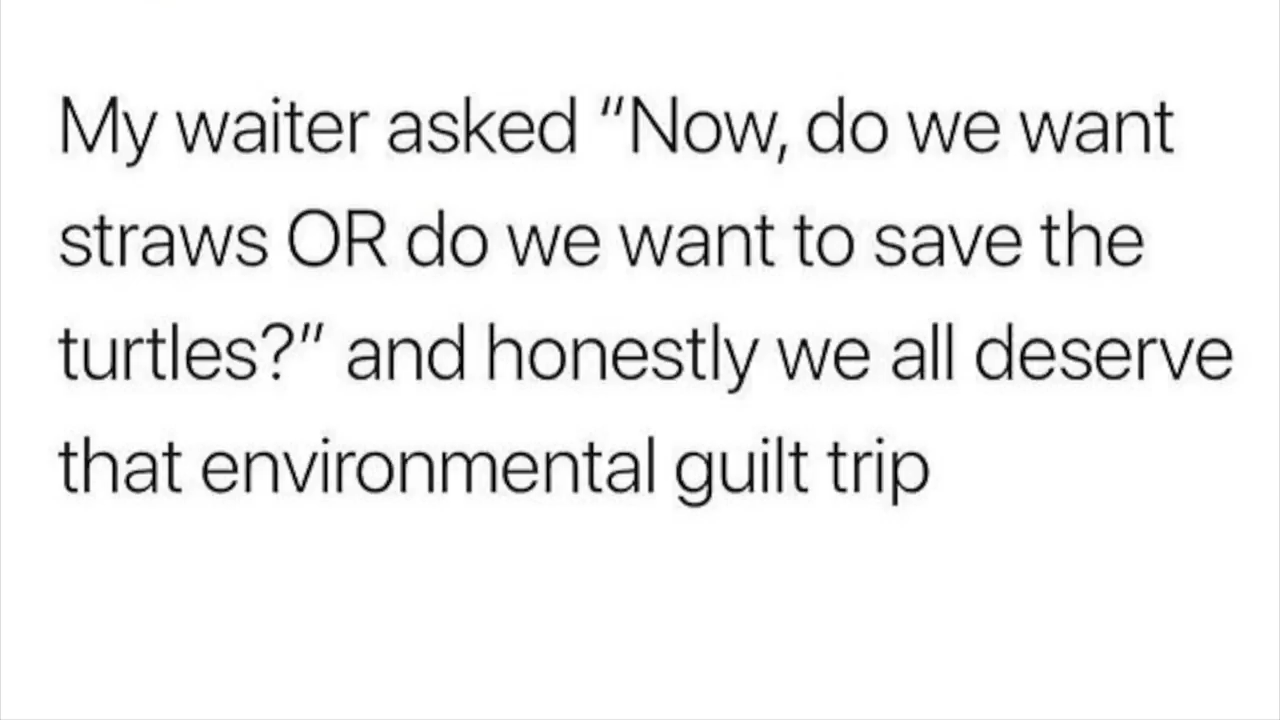 My waiter asked "Now, do we want
straws OR do we want to save the
turtles?" and honestly we all deserve
that environmental guilt trip